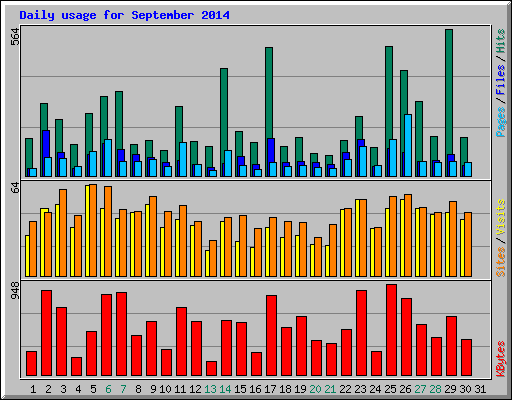 Daily usage for September 2014
564
Pages / Files / Hits
64
Sites / Visits
948
KBytes
1 2 3 4 5 6 7 8 9 10 11 12 13 14 15 16 17 18 19 20 21 22 23 24 25 26 27 28 29 30 31